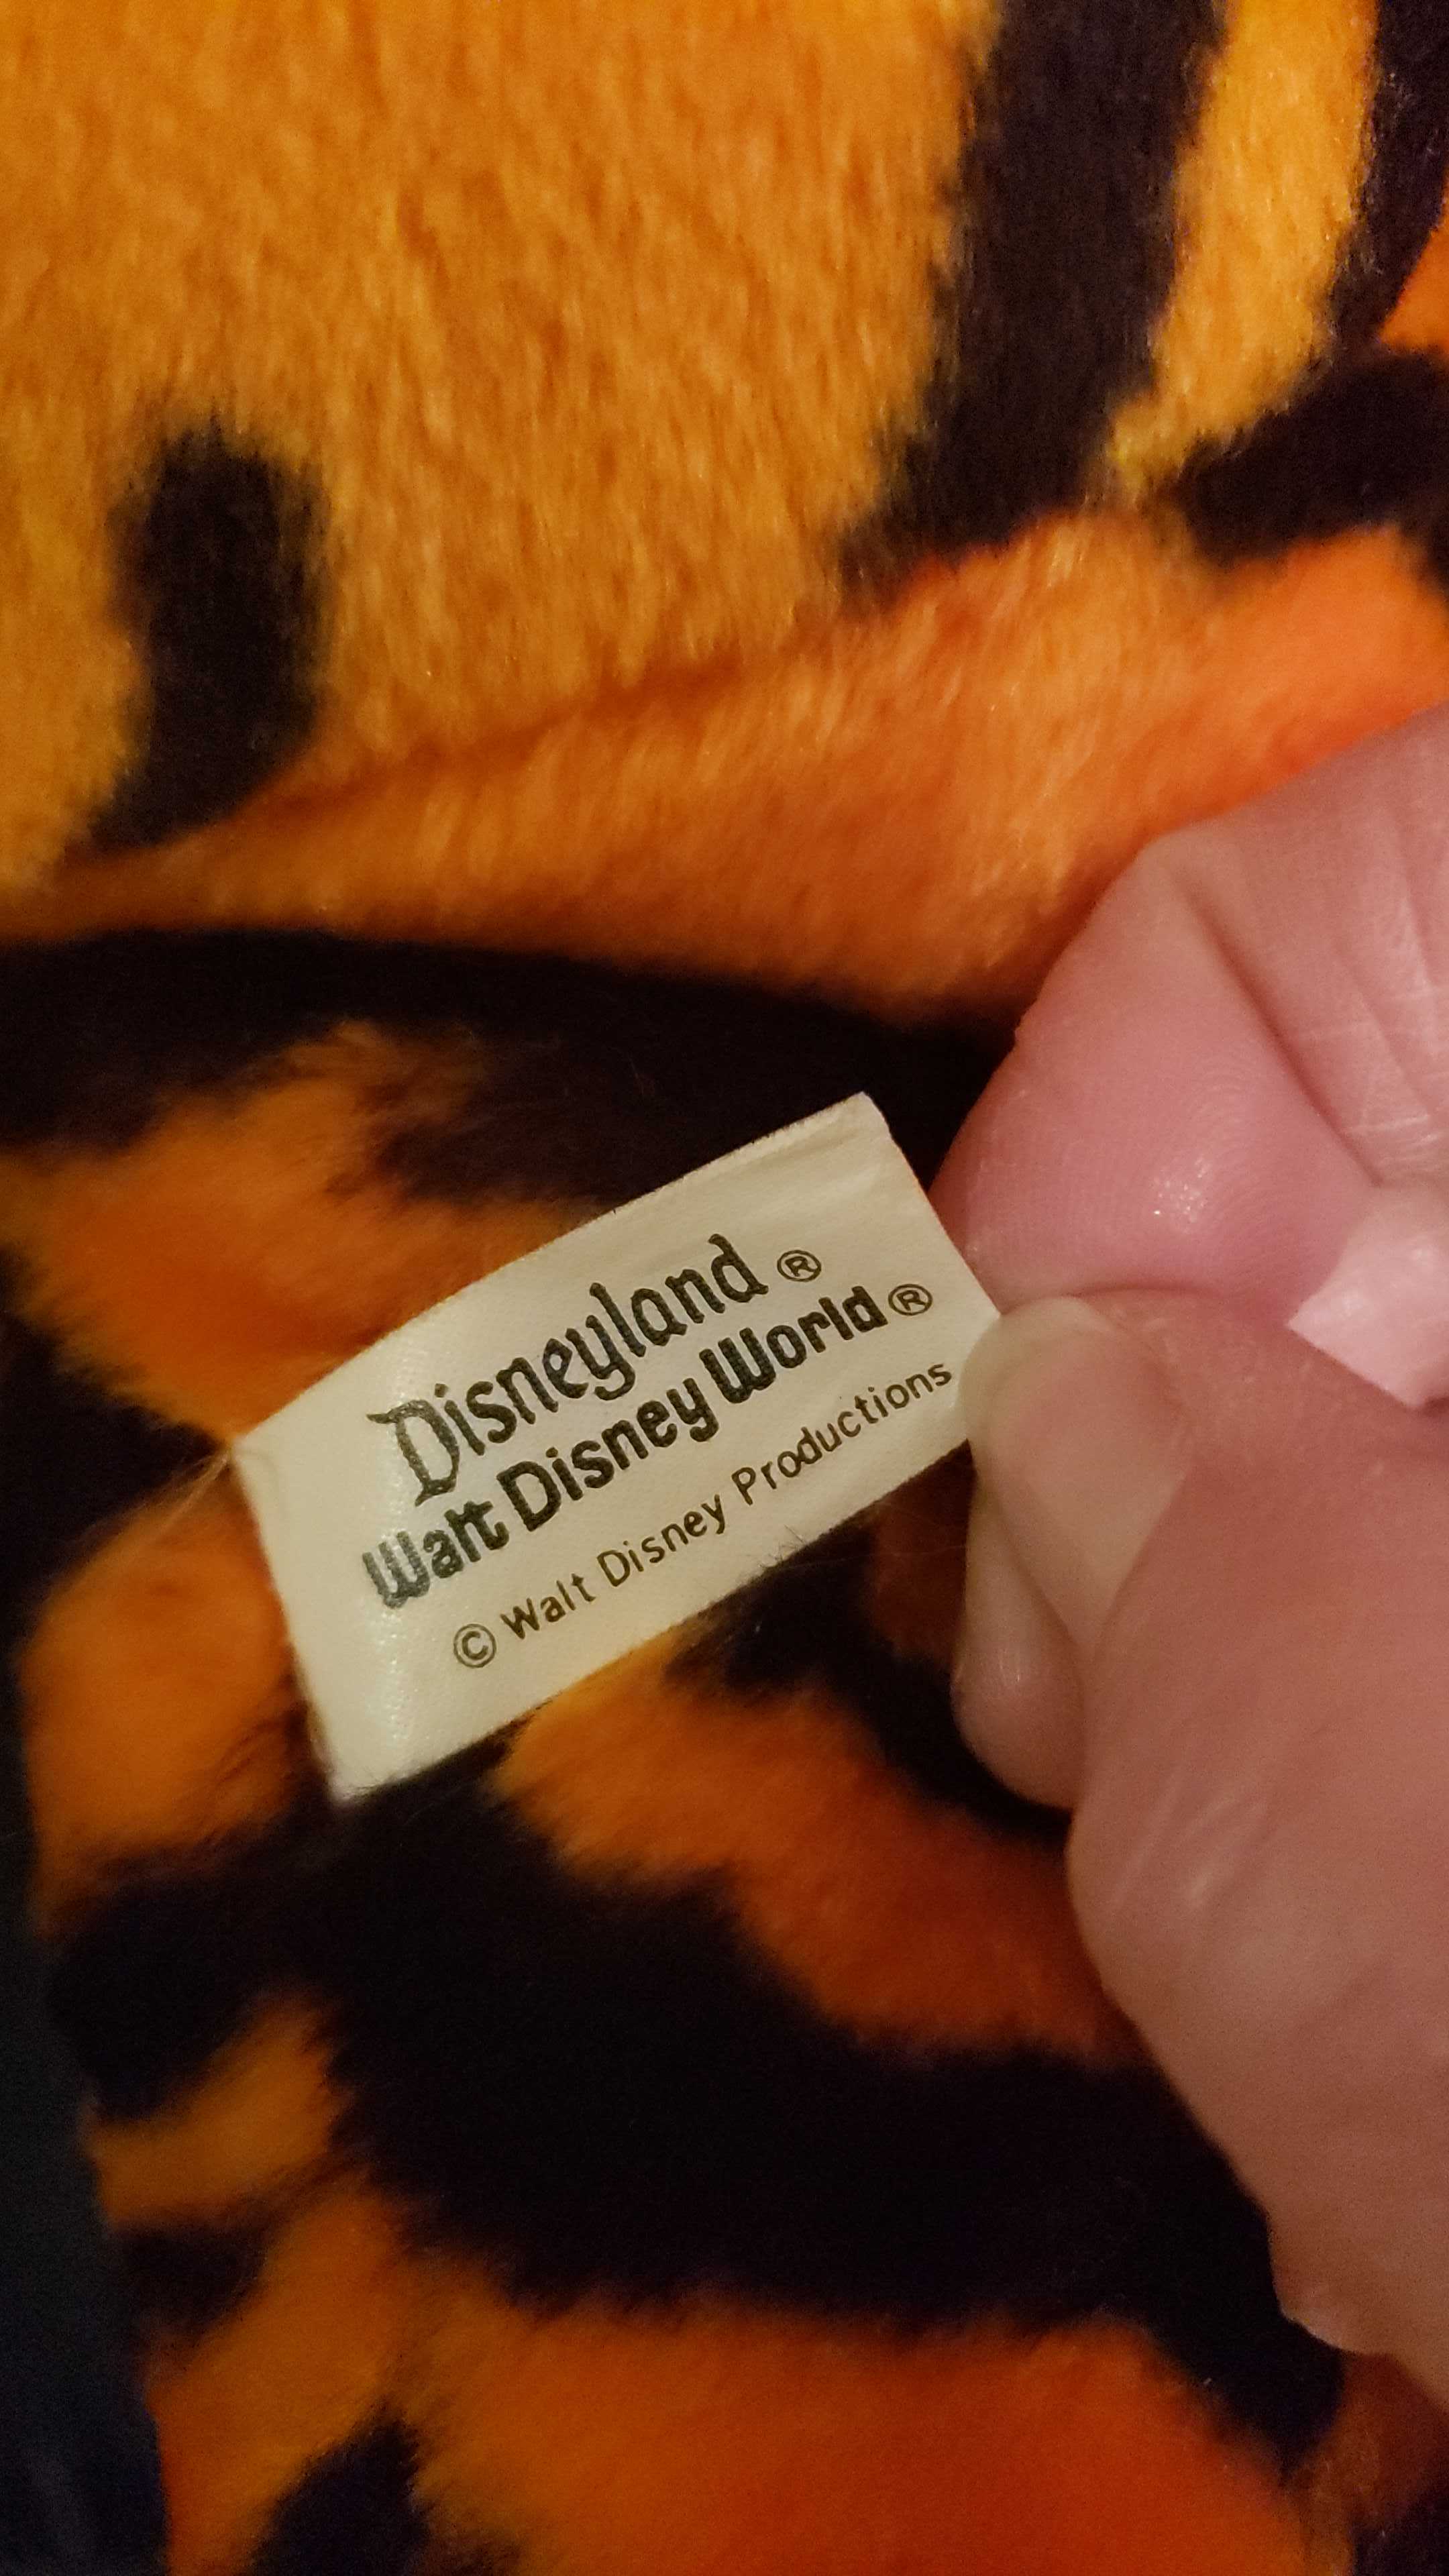 Disneyland ®
Walt Disney World ®
© Walt Disney Productions